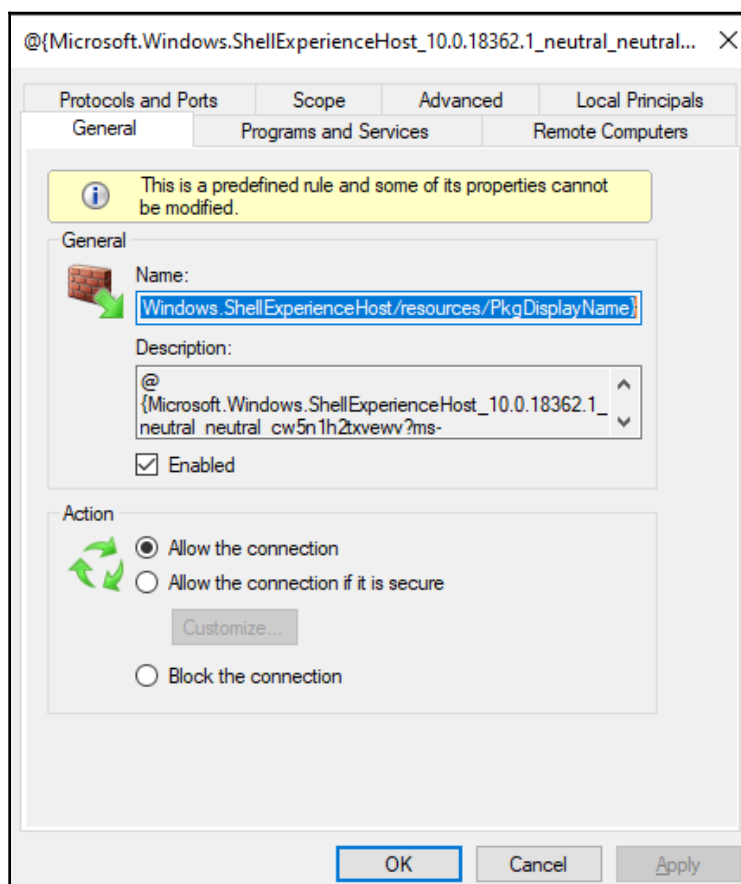 @{Microsoft.Windows.ShellExperienceHost_10.0.18362.1_neutral_neutral...
Protocols and Ports
Scope
Advanced
Local Principals
General
Programs and Services
Remote Computers
This is a predefined rule and some of its properties cannot
be modified.
General
Name:
Windows.ShellExperienceHost/resources/PkgDisplayName}
Description:
@
{Microsoft.Windows.ShellExperienceHost_10.0.18362.1_
neutral_neutral_cw5n1h2txyewy?ms-
Enabled
Action
Allow the connection
Allow the connection if it is secure
Customize...
Block the connection
OK
Cancel
Apply